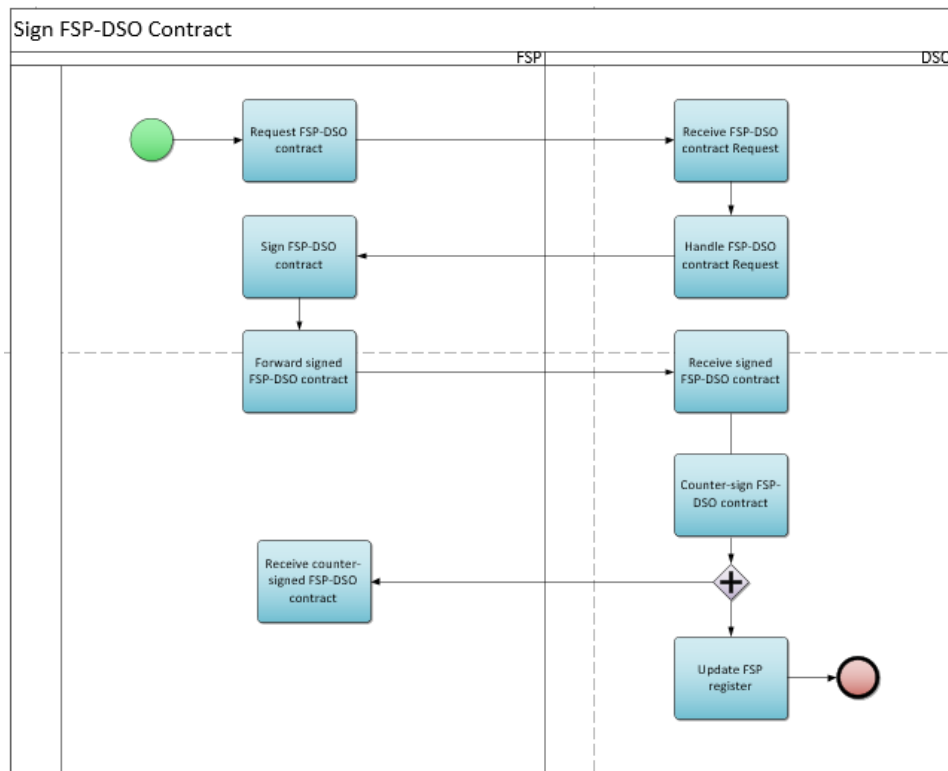 Sign FSP-DSO Contract
FSP
DSO
Request FSP-DSO
contract
Receive FSP-DSO
contract Request
Sign FSP-DSO
contract
Handle FSP-DSO
contract Request
Forward signed
FSP-DSO contract
Receive signed
FSP-DSO contract
Counter-sign FSP-
DSO contract
Receive counter-
signed FSP-DSO
contract
Update FSP
register